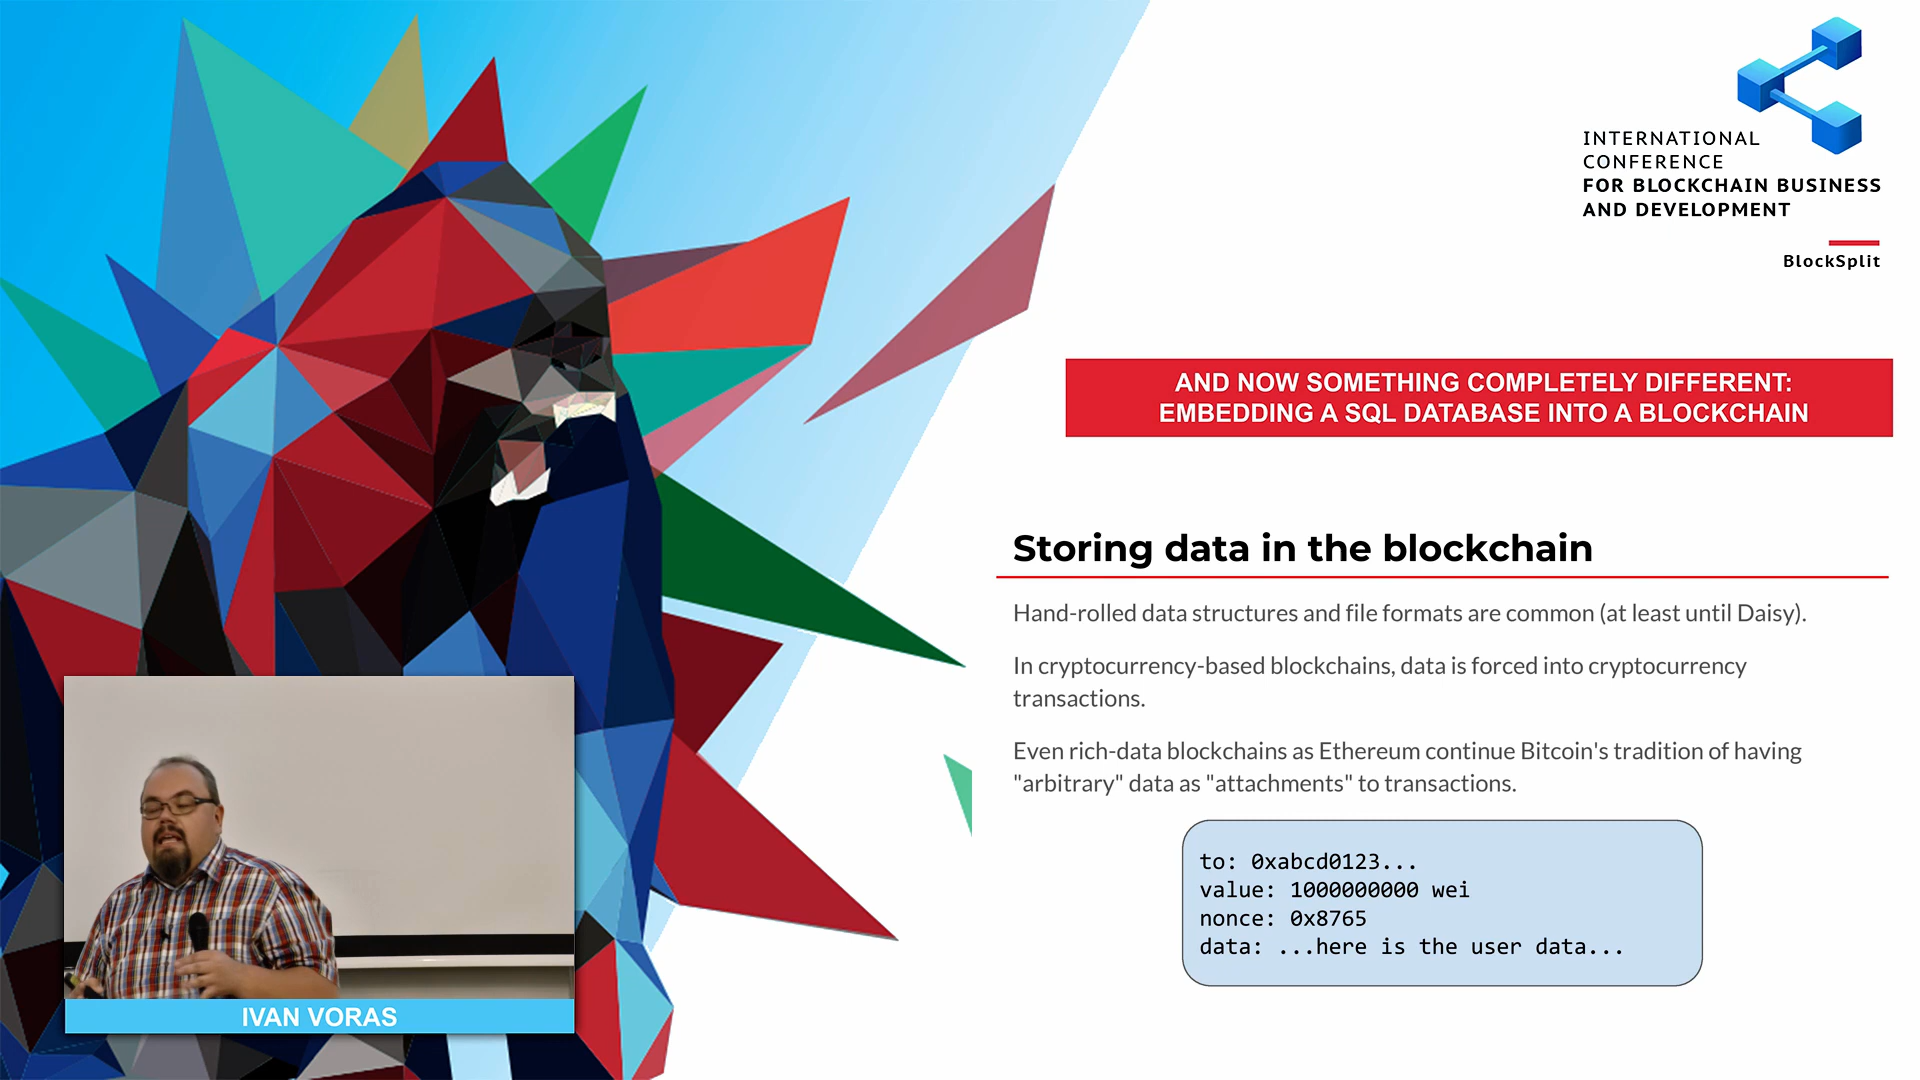 INTERNATIONAL
CONFERENCE
FOR BLOCKCHAIN BUSINESS
AND DEVELOPMENT
BlockSplit
AND NOW SOMETHING COMPLETELY DIFFERENT:
EMBEDDING A SQL DATABASE INTO A BLOCKCHAIN
Storing data in the blockchain
Hand-rolled data structures and file formats are common (at least until Daisy).
In cryptocurrency-based blockchains, data is forced into cryptocurrency
transactions.
Even rich-data blockchains as Ethereum continue Bitcoin's tradition of having
"arbitrary" data as "attachments" to transactions.
to: 0xabcd0123...
value: 1000000000 wei
nonce: 0x8765
data: ...here is the user data...
IVAN VORAS